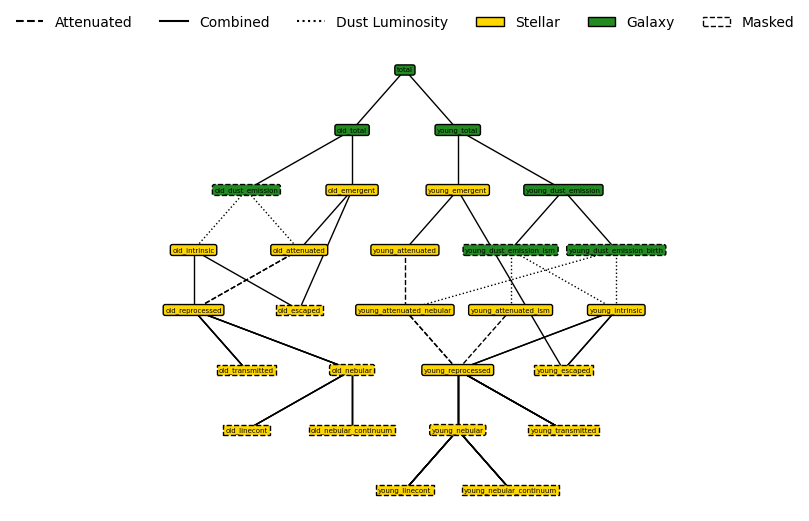 Attenuated Combined Dust Luminosity Stellar Galaxy Masked
total
old_total young_total
old_dust_emission old_emergent young_emergent young_dust_emission
old_intrinsic old_attenuated young_attenuated young_dust_emission_ism young_dust_emission_birth
old_reprocessed old_escaped young_attenuated_nebular young_attenuated_ism young_intrinsic
old_transmitted old_nebular young_reprocessed young_escaped
old_linecont old_nebular_continuum young_nebular young_transmitted
young_linecont young_nebular_continuum